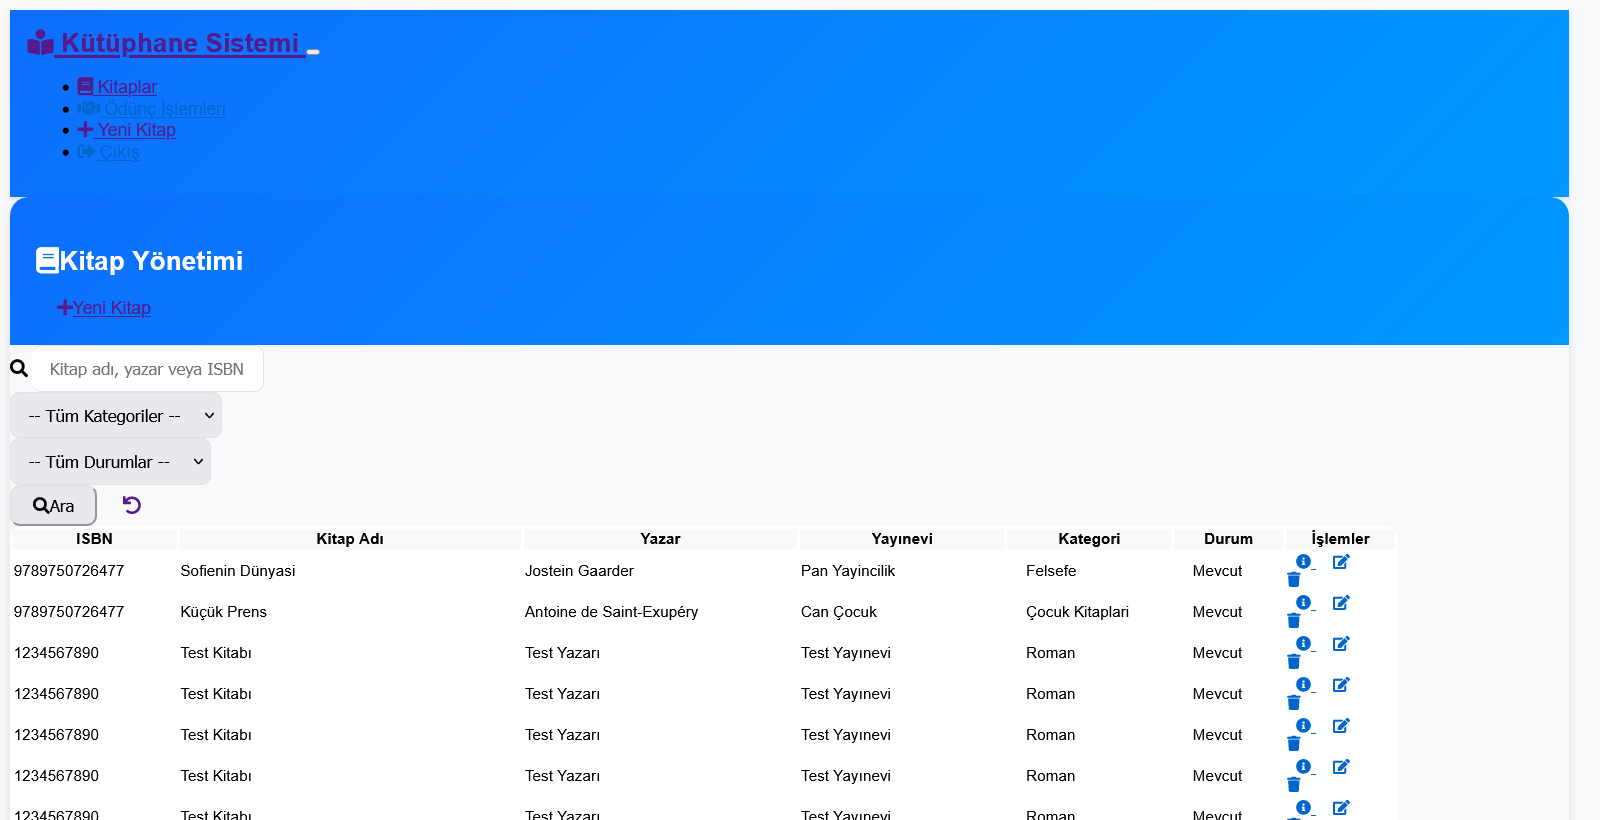 Kütüphane Sistemi
Kitaplar
Ödünç İşlemleri
Yeni Kitap
Çıkış
Kitap Yönetimi
Yeni Kitap
Kitap adı, yazar veya ISBN
-- Tüm Kategoriler --
-- Tüm Durumlar --
Ara
ISBN Kitap Adı Yazar Yayınevi Kategori Durum İşlemler
9789750726477 Sofienin Dünyasi Jostein Gaarder Pan Yayincilik Felsefe Mevcut
9789750726477 Küçük Prens Antoine de Saint-Exupéry Can Çocuk Çocuk Kitaplari Mevcut
1234567890 Test Kitabı Test Yazarı Test Yayınevi Roman Mevcut
1234567890 Test Kitabı Test Yazarı Test Yayınevi Roman Mevcut
1234567890 Test Kitabı Test Yazarı Test Yayınevi Roman Mevcut
1234567890 Test Kitabı Test Yazarı Test Yayınevi Roman Mevcut
1234567890 Test Kitabı Test Yazarı Test Yayınevi Roman Mevcut